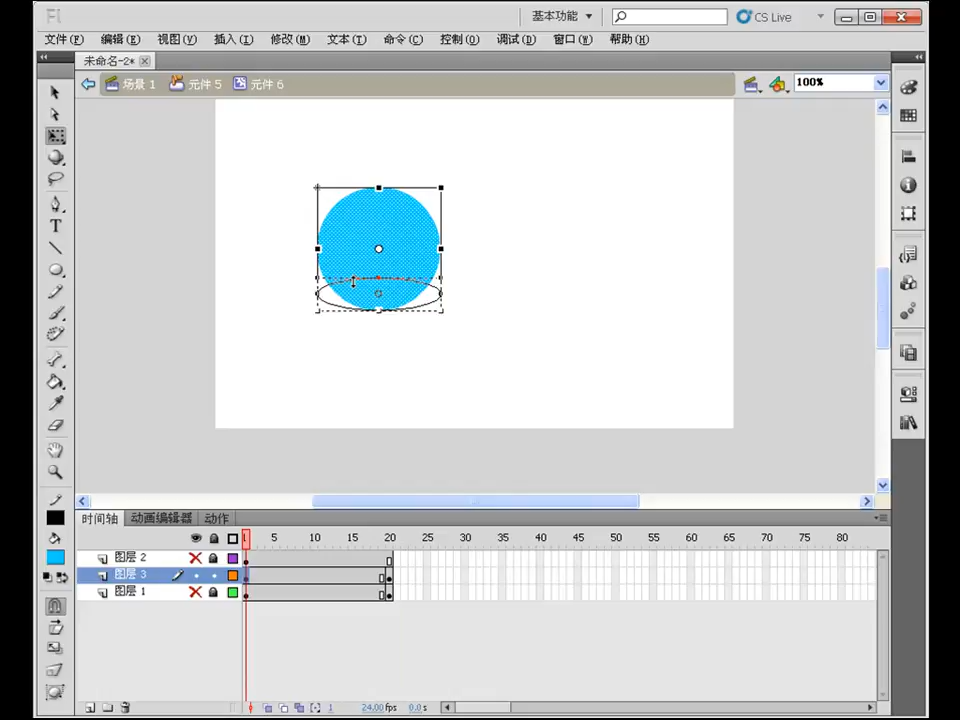 Fl
基本功能
CS Live
文件(F) 编辑(E) 视图(V) 插入(I) 修改(M) 文本(T) 命令(C) 控制(O) 调试(D) 窗口(W) 帮助(H)
未命名-2*
场景 1 元件 5 元件 6 100%
T
时间轴 动画编辑器 动作
1 5 10 15 20 25 30 35 40 45 50 55 60 65 70 75 80
图层 2
图层 3
图层 1
1 24.00fps 0.0s